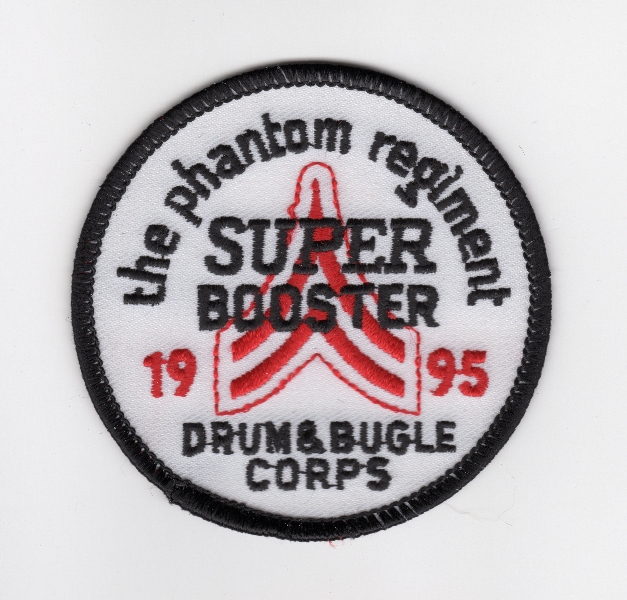 the phantom regiment
SUPER
BOOSTER
19 95
DRUM & BUGLE
CORPS